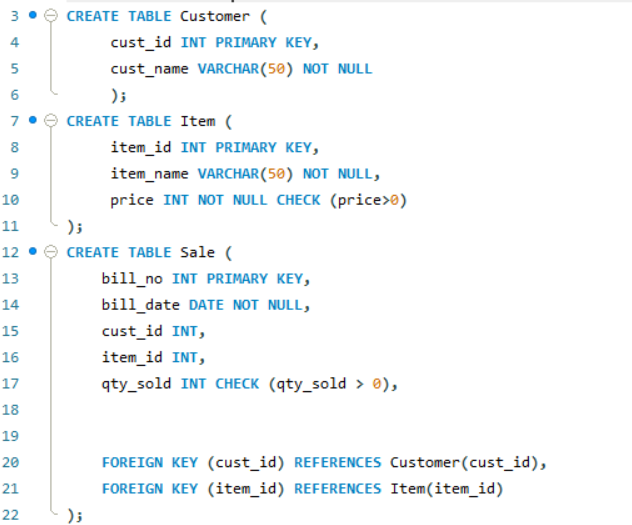 3 CREATE TABLE Customer (
4 cust_id INT PRIMARY KEY,
5 cust_name VARCHAR(50) NOT NULL
6 );
7 CREATE TABLE Item (
8 item_id INT PRIMARY KEY,
9 item_name VARCHAR(50) NOT NULL,
10 price INT NOT NULL CHECK (price>0)
11 );
12 CREATE TABLE Sale (
13 bill_no INT PRIMARY KEY,
14 bill_date DATE NOT NULL,
15 cust_id INT,
16 item_id INT,
17 qty_sold INT CHECK (qty_sold > 0),
18
19
20 FOREIGN KEY (cust_id) REFERENCES Customer(cust_id),
21 FOREIGN KEY (item_id) REFERENCES Item(item_id)
22 );